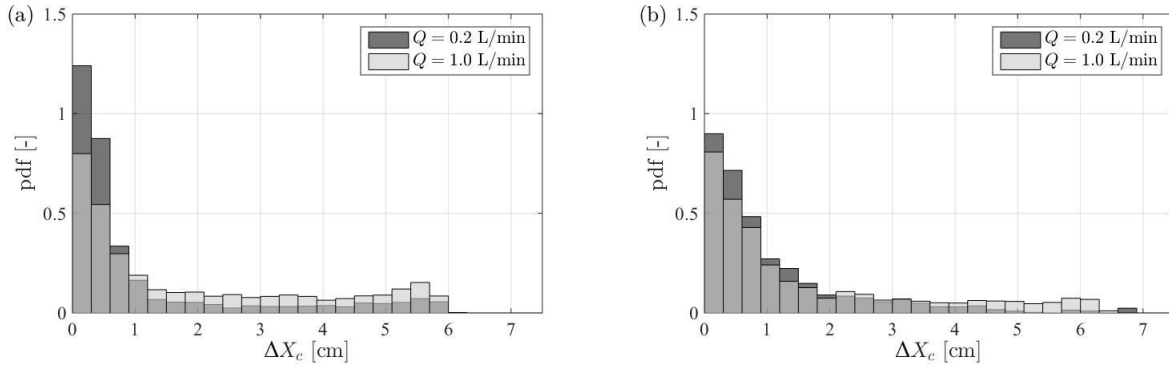 (a)
1.5
1
0.5
0
pdf [-]
Q = 0.2 L/min
Q = 1.0 L/min
0 1 2 3 4 5 6 7
ΔX_c [cm]
(b)
1.5
1
0.5
0
pdf [-]
Q = 0.2 L/min
Q = 1.0 L/min
0 1 2 3 4 5 6 7
ΔX_c [cm]